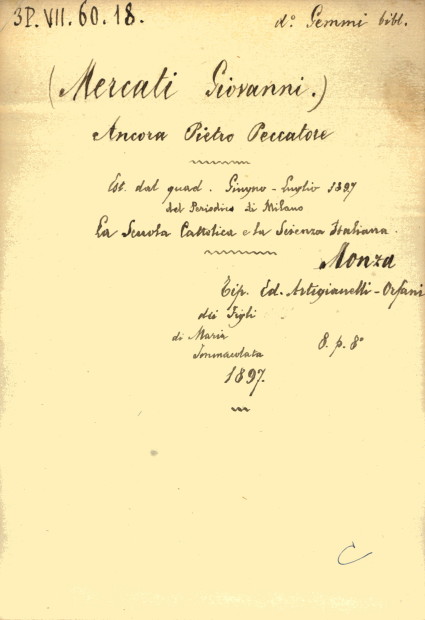 3P. VII. 60. 18.
d.º Gemmi bibl.
(Mercati Giovanni.)
Ancora Pietro Peccatore
Est. dal quad. Giugno-Luglio 1897
del Periodico di Milano
La Scuola Cattolica e la Scienza Italiana.
Monza
Tip. Ed. Artigianelli-Orfani
dei Figli
di Maria
Immacolata
8. p. 8º
1897.
C